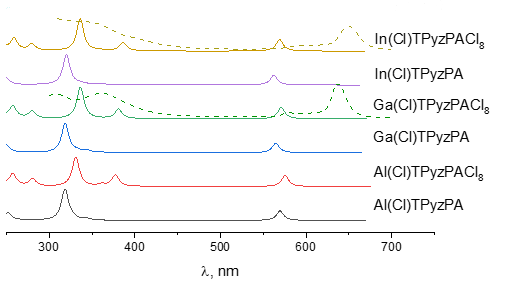 In(Cl)TPyzPACl₈
In(Cl)TPyzPA
Ga(Cl)TPyzPACl₈
Ga(Cl)TPyzPA
Al(Cl)TPyzPACl₈
Al(Cl)TPyzPA
300 400 500 600 700
λ, nm